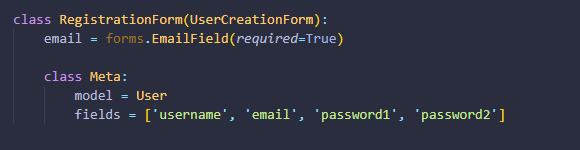 class RegistrationForm(UserCreationForm):
    email = forms.EmailField(required=True)

    class Meta:
        model = User
        fields = ['username', 'email', 'password1', 'password2']